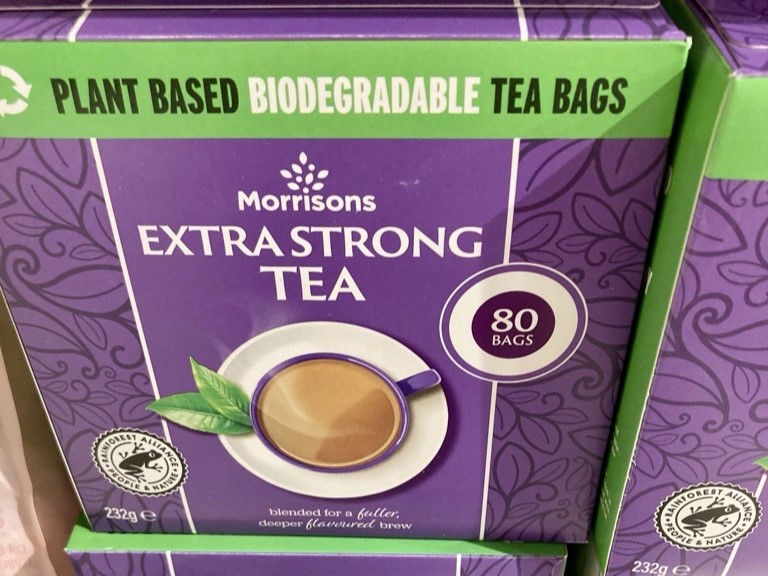 PLANT BASED BIODEGRADABLE TEA BAGS
Morrisons
EXTRA STRONG
TEA
80
BAGS
RAINFOREST ALLIANCE
PEOPLE & NATURE
232g ℮
blended for a fuller,
deeper flavoured brew
RAINFOREST ALLIANCE
PEOPLE & NATURE
232g ℮